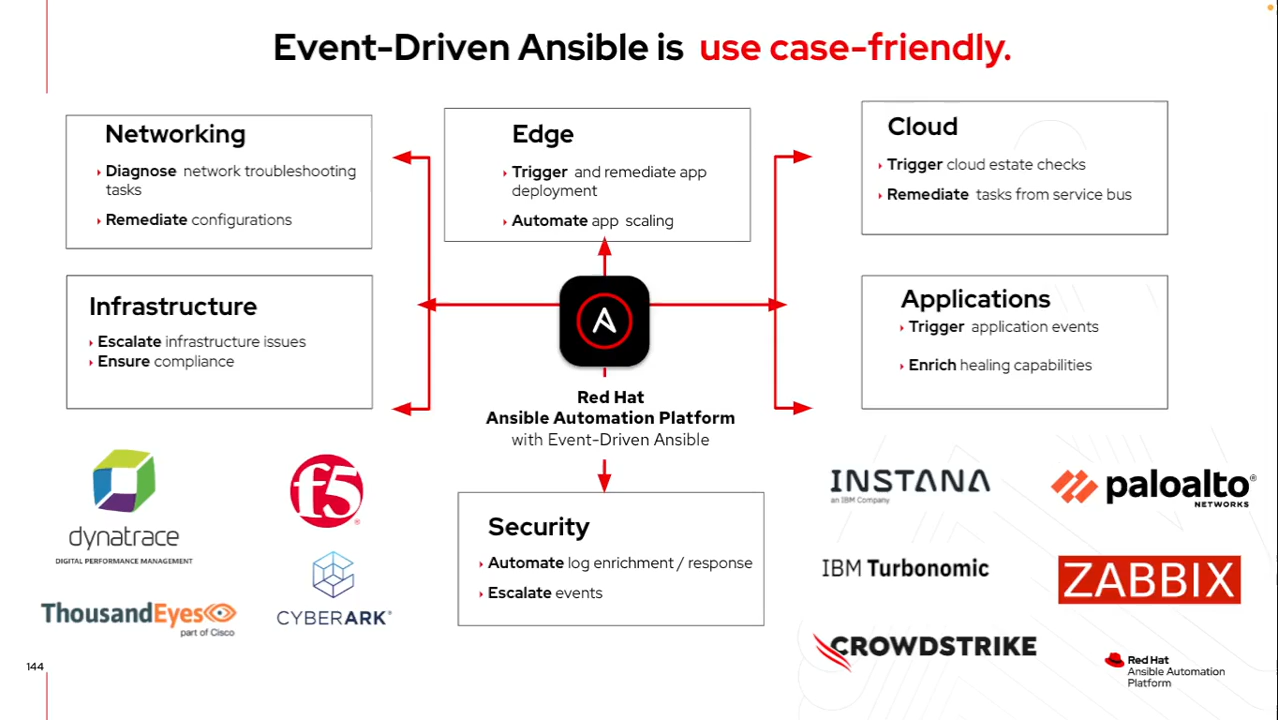 Event-Driven Ansible is use case-friendly.
Networking
Diagnose network troubleshooting
tasks
Remediate configurations
Edge
Trigger and remediate app
deployment
Automate app scaling
Cloud
Trigger cloud estate checks
Remediate tasks from service bus
Infrastructure
Escalate infrastructure issues
Ensure compliance
Applications
Trigger application events
Enrich healing capabilities
Red Hat
Ansible Automation Platform
with Event-Driven Ansible
Security
Automate log enrichment / response
Escalate events
dynatrace
DIGITAL PERFORMANCE MANAGEMENT
f5®
ThousandEyes
part of Cisco
CYBERARK®
INSTANA
an IBM Company
paloalto®
NETWORKS
IBM Turbonomic
ZABBIX
CROWDSTRIKE
144
Red Hat
Ansible Automation
Platform